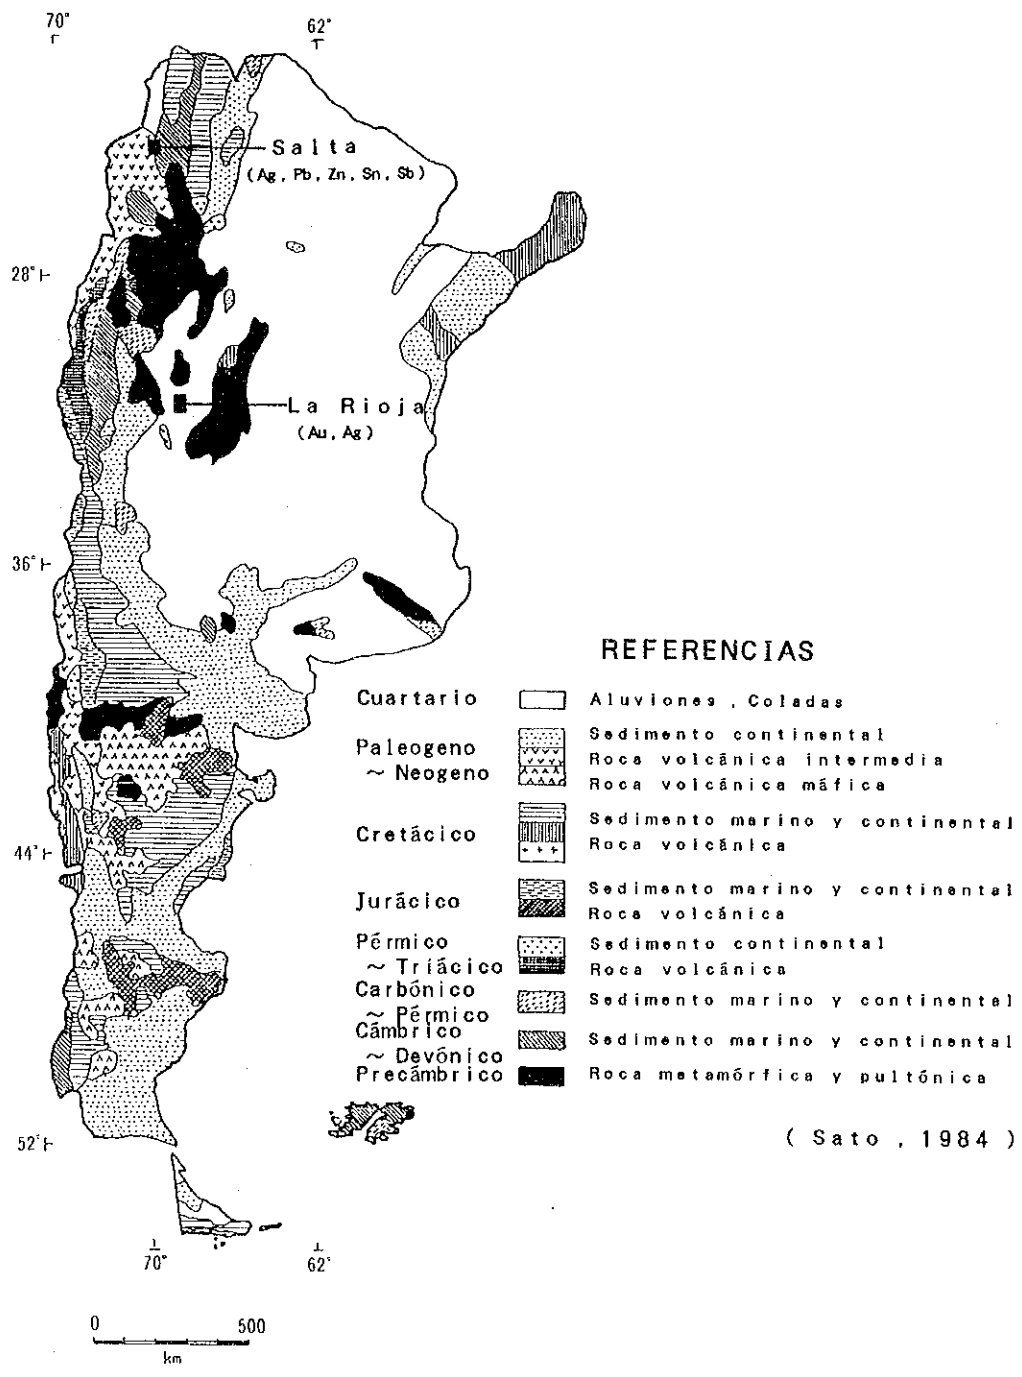 70°
62°
Salta
(Ag, Pb, Zn, Sn, Sb)
28°
La Rioja
(Au, Ag)
36°
REFERENCIAS
Cuartario
Aluviones, Coladas
Paleogeno
~ Neogeno
Sedimento continental
Roca volcánica intermedia
Roca volcánica máfica
Cretácico
Sedimento marino y continental
Roca volcánica
44°
Jurácico
Sedimento marino y continental
Roca volcánica
Pérmico
~ Triácico
Sedimento continental
Roca volcánica
Carbónico
~ Pérmico
Sedimento marino y continental
Cámbrico
~ Devónico
Sedimento marino y continental
Precámbrico
Roca metamórfica y pultónica
52°
(Sato, 1984)
70°
62°
0 500
km